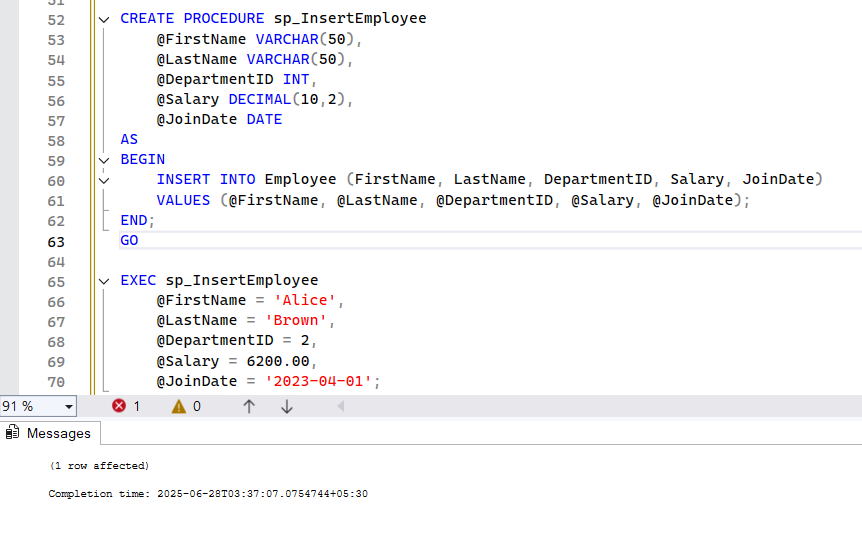 51
52 CREATE PROCEDURE sp_InsertEmployee
53 @FirstName VARCHAR(50),
54 @LastName VARCHAR(50),
55 @DepartmentID INT,
56 @Salary DECIMAL(10,2),
57 @JoinDate DATE
58 AS
59 BEGIN
60 INSERT INTO Employee (FirstName, LastName, DepartmentID, Salary, JoinDate)
61 VALUES (@FirstName, @LastName, @DepartmentID, @Salary, @JoinDate);
62 END;
63 GO
64
65 EXEC sp_InsertEmployee
66 @FirstName = 'Alice',
67 @LastName = 'Brown',
68 @DepartmentID = 2,
69 @Salary = 6200.00,
70 @JoinDate = '2023-04-01';
91 % 1 0
Messages
(1 row affected)
Completion time: 2025-06-28T03:37:07.0754744+05:30